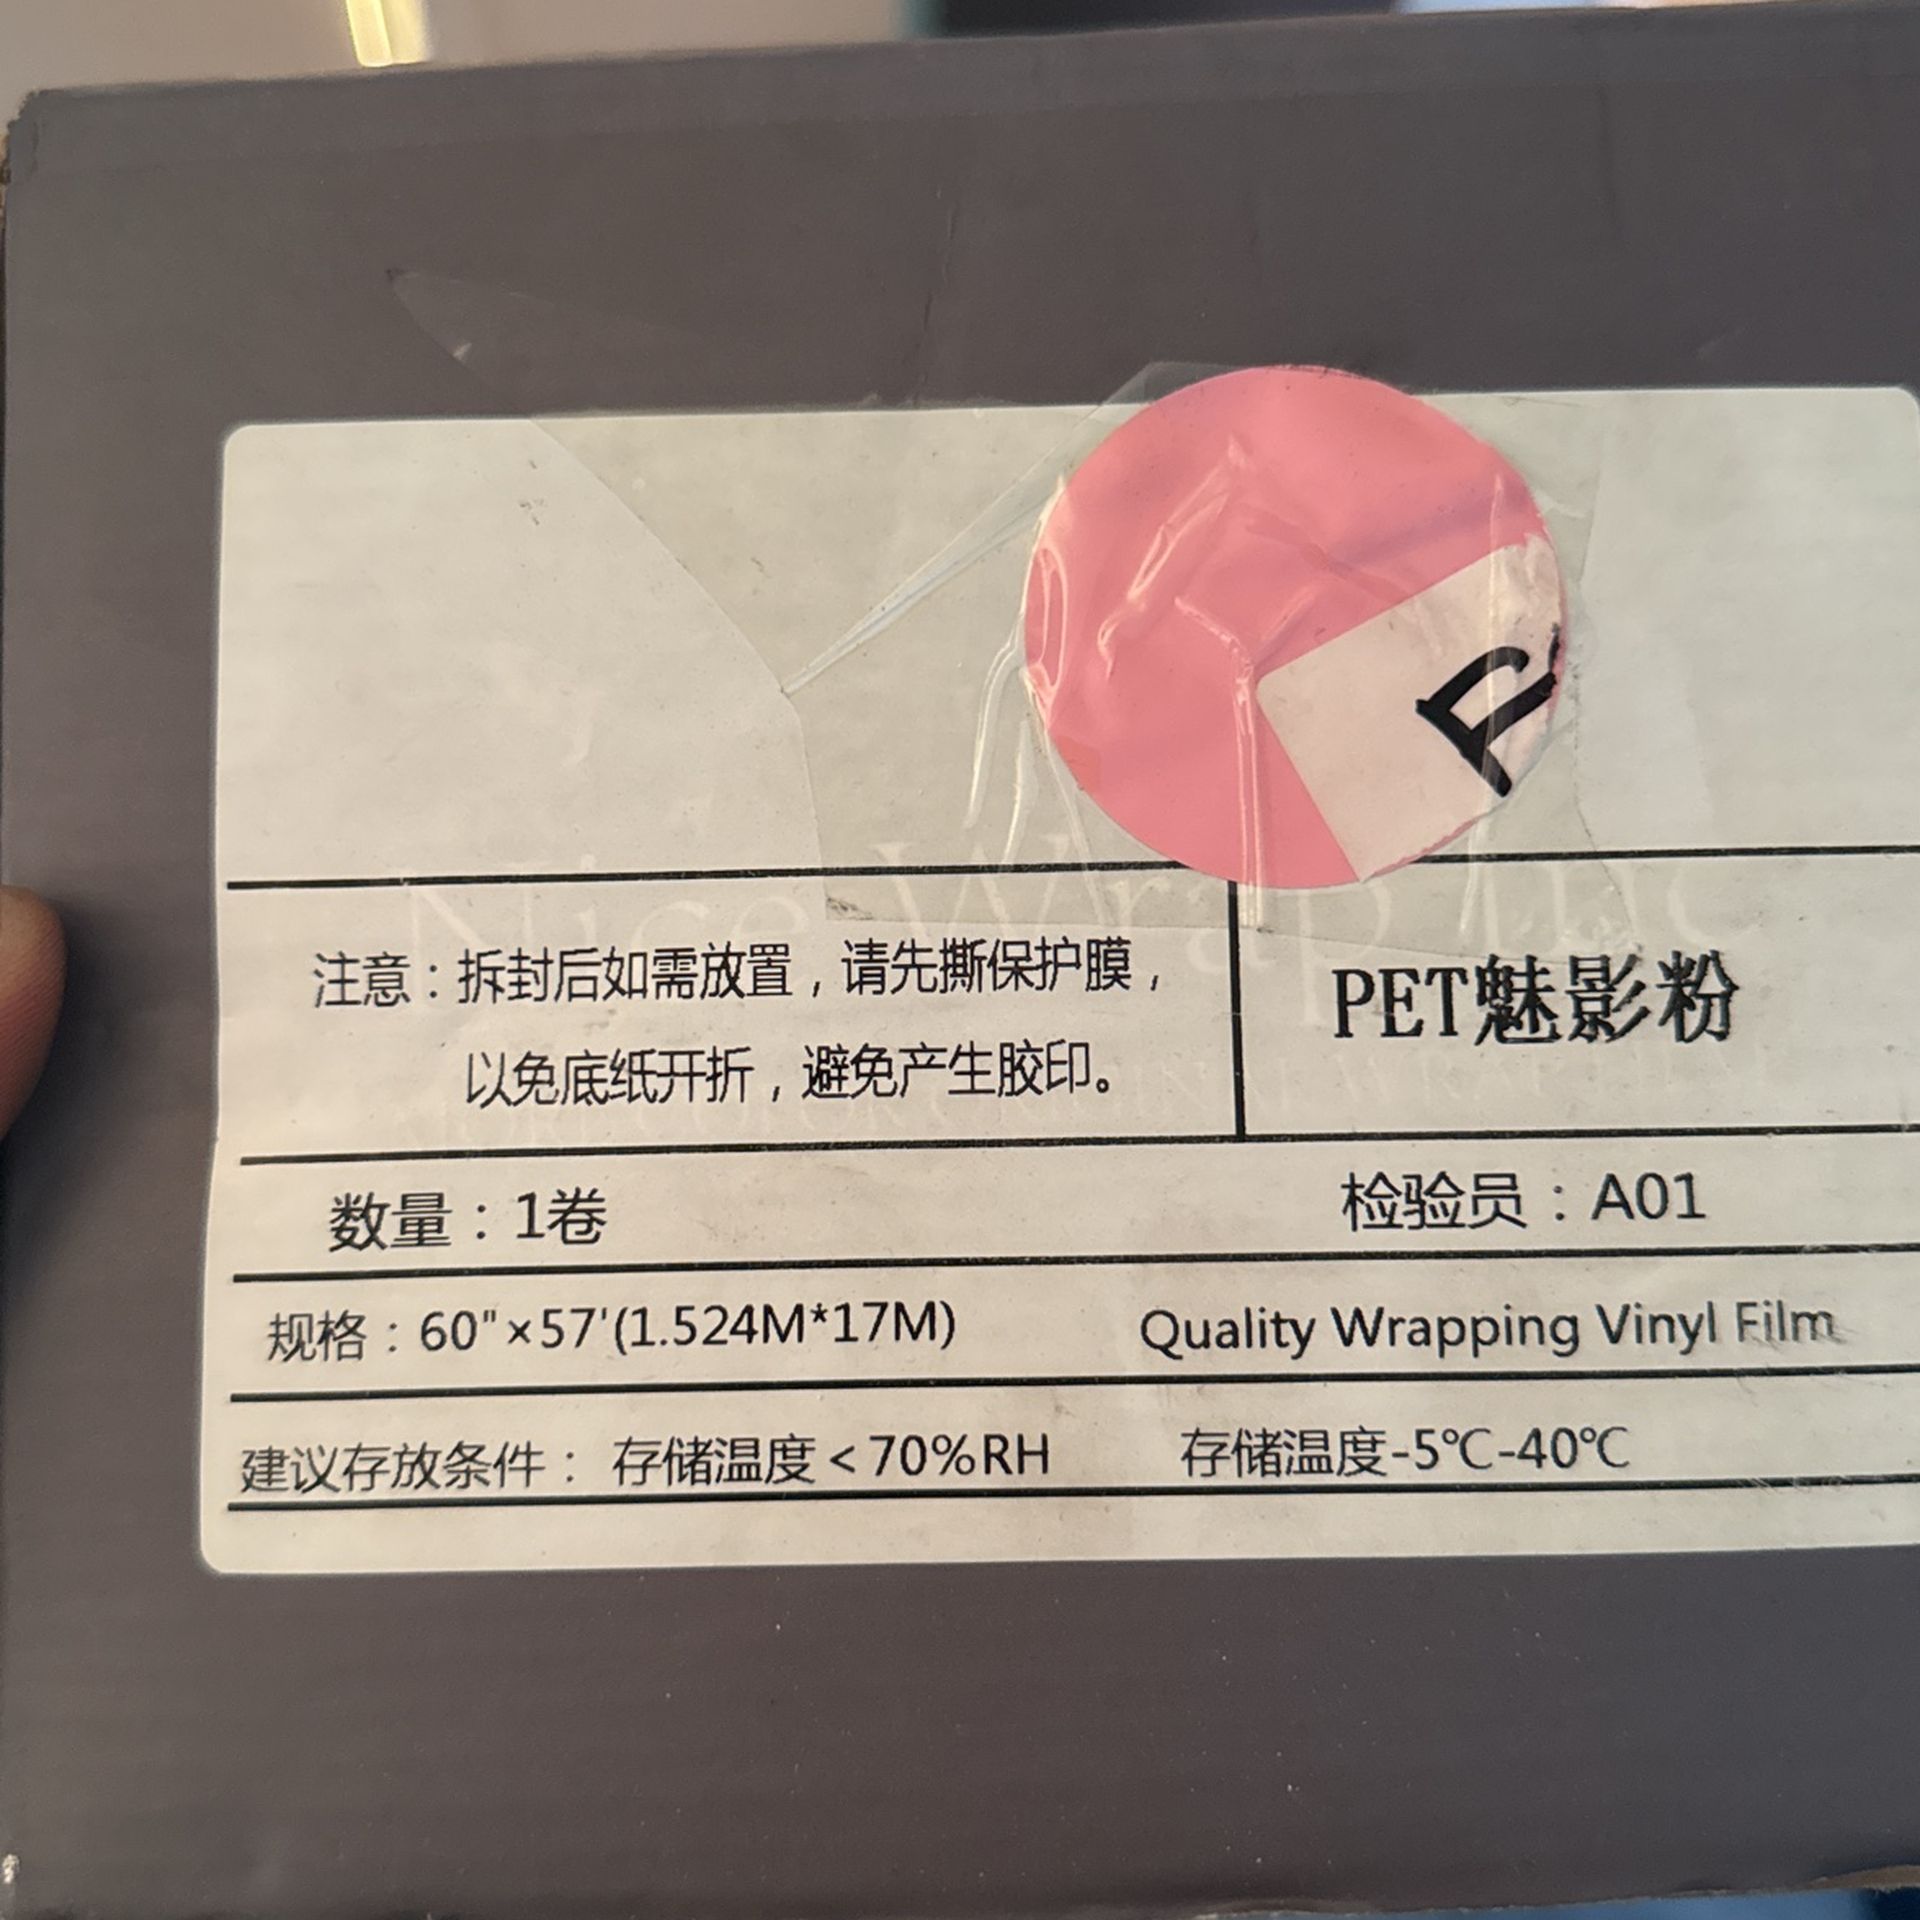 P
Nice Wrap Inc
注意：拆封后如需放置，请先撕保护膜，
以免底纸开折，避免产生胶印。
PET魅影粉
数量：1卷
检验员：A01
规格：60"×57'(1.524M*17M)
Quality Wrapping Vinyl Film
建议存放条件： 存储温度<70%RH
存储温度-5℃-40℃